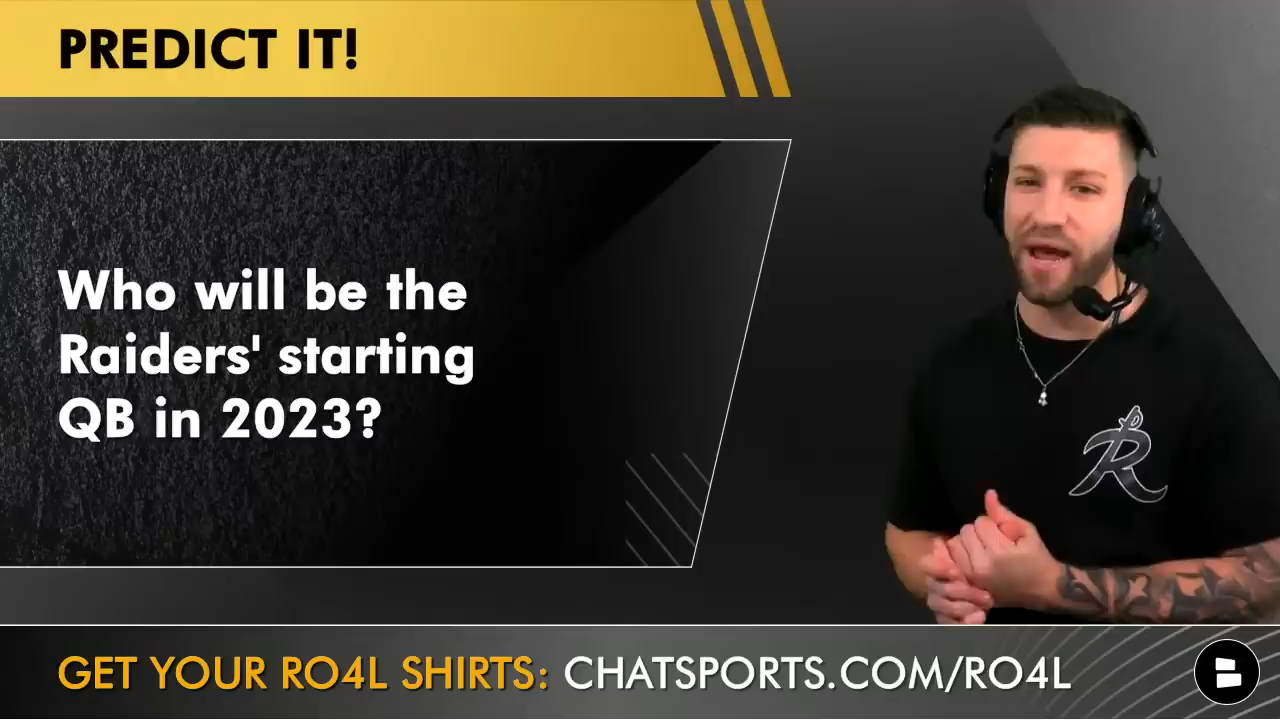 PREDICT IT!
Who will be the
Raiders' starting
QB in 2023?
R
GET YOUR RO4L SHIRTS: CHATSPORTS.COM/RO4L